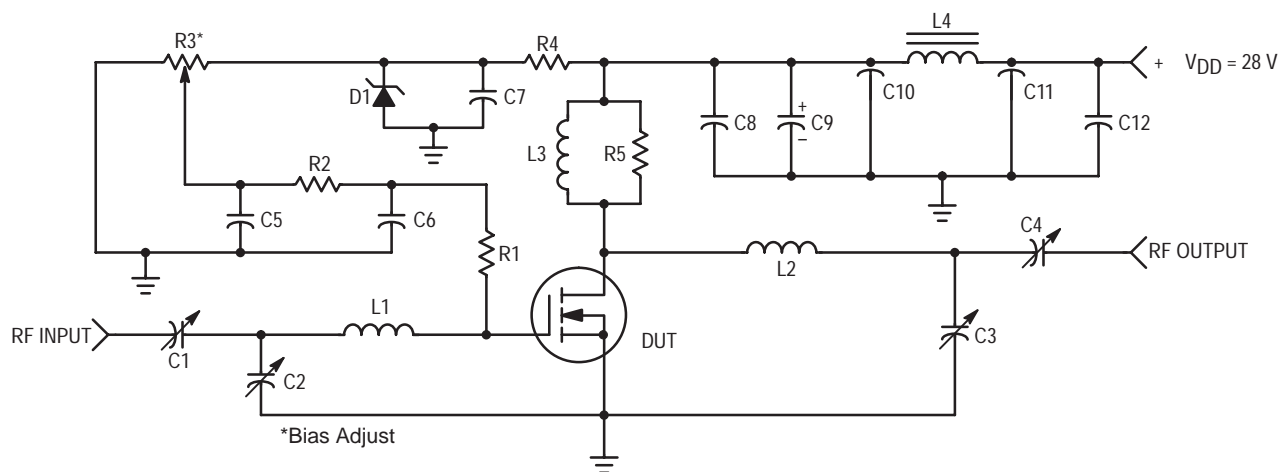 L4
R3*
R4
+ V_DD = 28 V
D1
C7
C10
C11
C8
+
C9
–
C12
L3
R5
R2
C5
C6
R1
C4
RF OUTPUT
L2
L1
RF INPUT
C1
DUT
C3
C2
*Bias Adjust